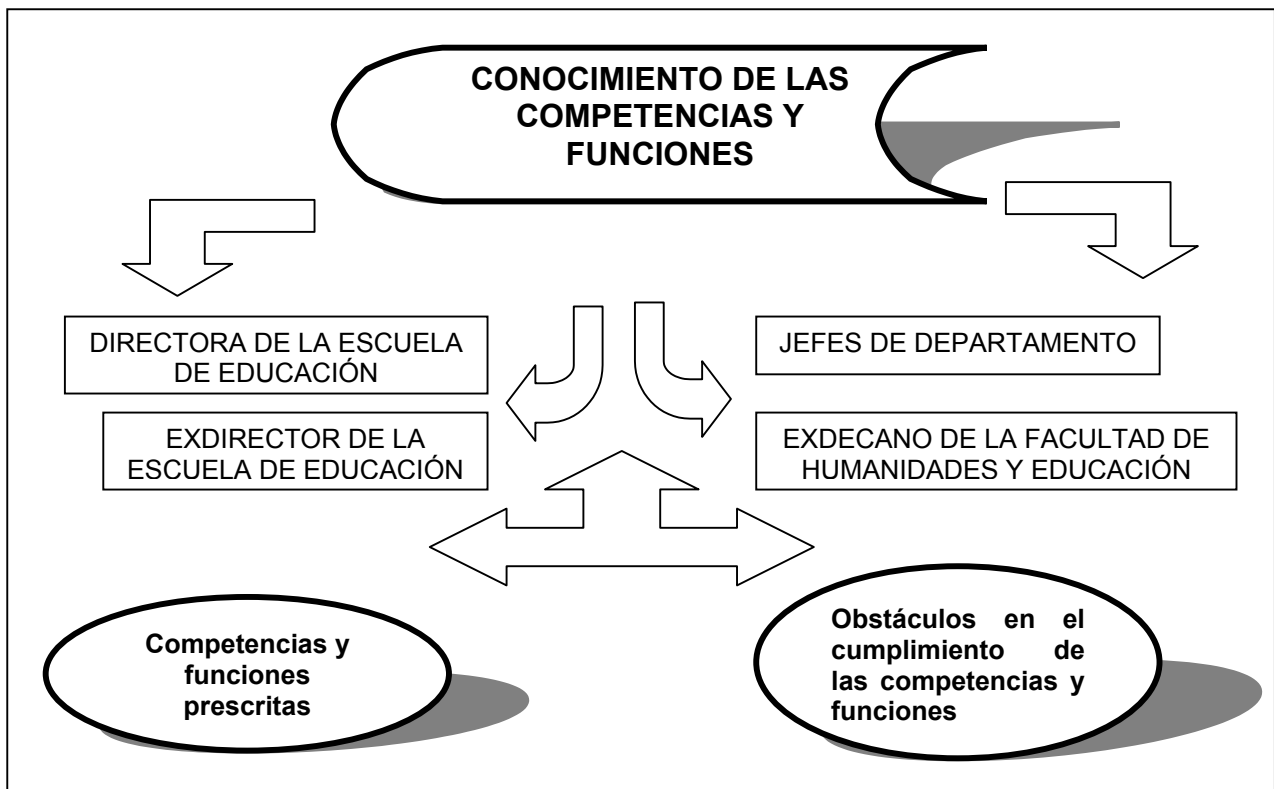 CONOCIMIENTO DE LAS
COMPETENCIAS Y
FUNCIONES
DIRECTORA DE LA ESCUELA
DE EDUCACIÓN
JEFES DE DEPARTAMENTO
EXDIRECTOR DE LA
ESCUELA DE EDUCACIÓN
EXDECANO DE LA FACULTAD DE
HUMANIDADES Y EDUCACIÓN
Competencias y
funciones
prescritas
Obstáculos en el
cumplimiento de
las competencias y
funciones